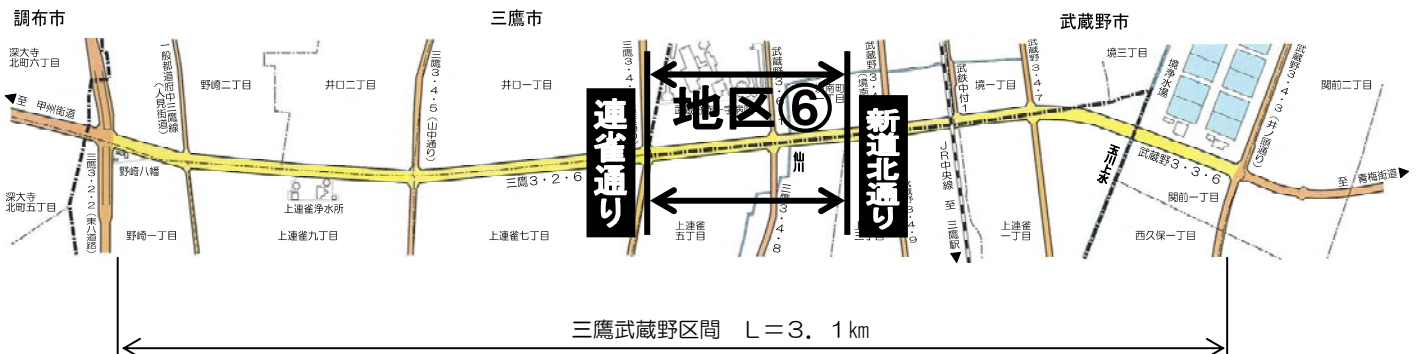 調布市
三鷹市
武蔵野市
深大寺
北町六丁目
一般都道府中三鷹線
(人見街道)
野崎二丁目
井口二丁目
三鷹3・4・5(山中通り)
井口一丁目
境一丁目
武蔵野3・4・7
境三丁目
境浄水場
武蔵野3・4・3(井ノ頭通り)
関前二丁目
至 甲州街道
連雀通り
地区⑥
新道北通り
仙川
野崎八幡
三鷹3・2・2(東八道路)
上連雀浄水所
三鷹3・2・6
三鷹3・4・8
JR中央線 至 三鷹駅
玉川上水
武蔵野3・3・6
至 青梅街道
深大寺
北町五丁目
野崎一丁目
上連雀九丁目
上連雀七丁目
上連雀
五丁目
上連雀
一丁目
関前一丁目
西久保一丁目
三鷹武蔵野区間 L=3.1km